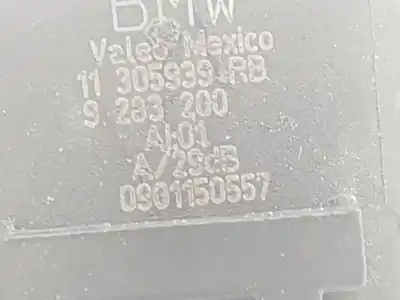 BMW
Valeo Mexico
11 305939 RB
9 283 200
AI:01
A/29dB
0901150557